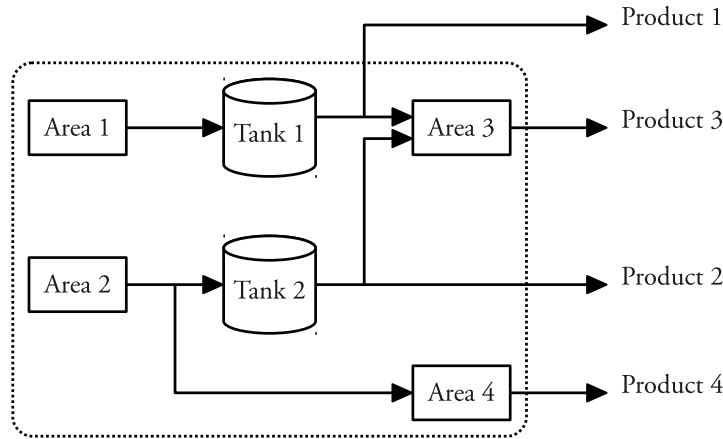 Product 1
Area 1
Tank 1
Area 3
Product 3
Area 2
Tank 2
Product 2
Area 4
Product 4